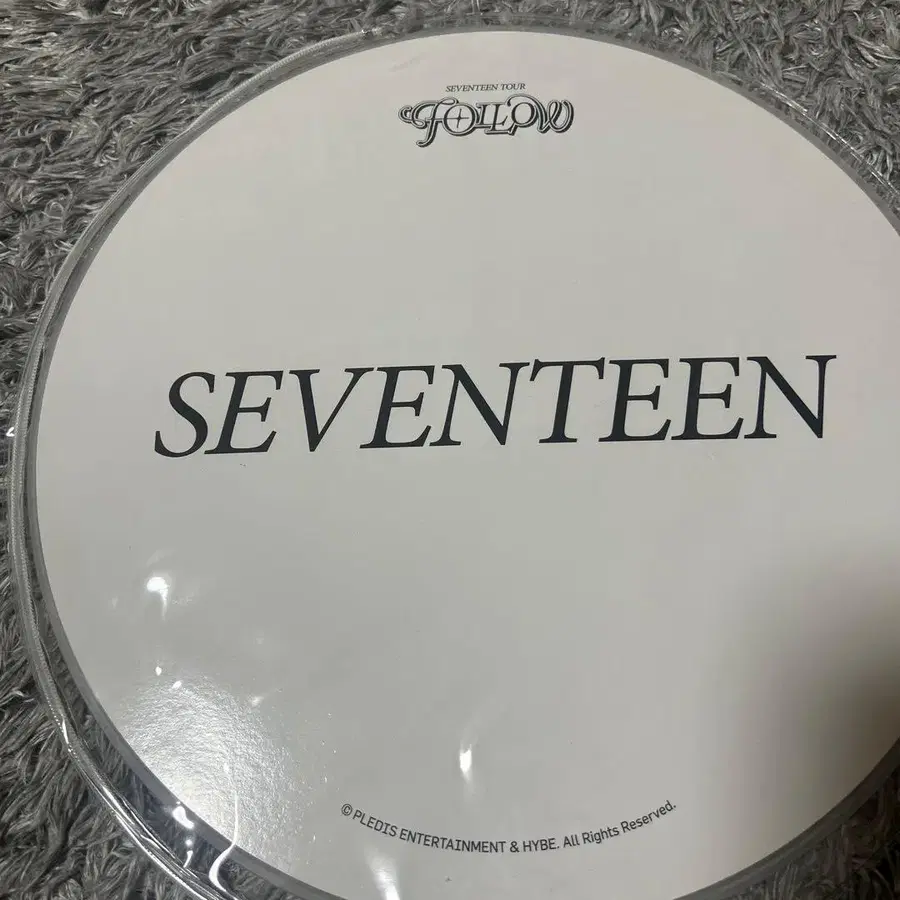 SEVENTEEN TOUR
FOLLOW
SEVENTEEN
© PLEDIS ENTERTAINMENT & HYBE. All Rights Reserved.